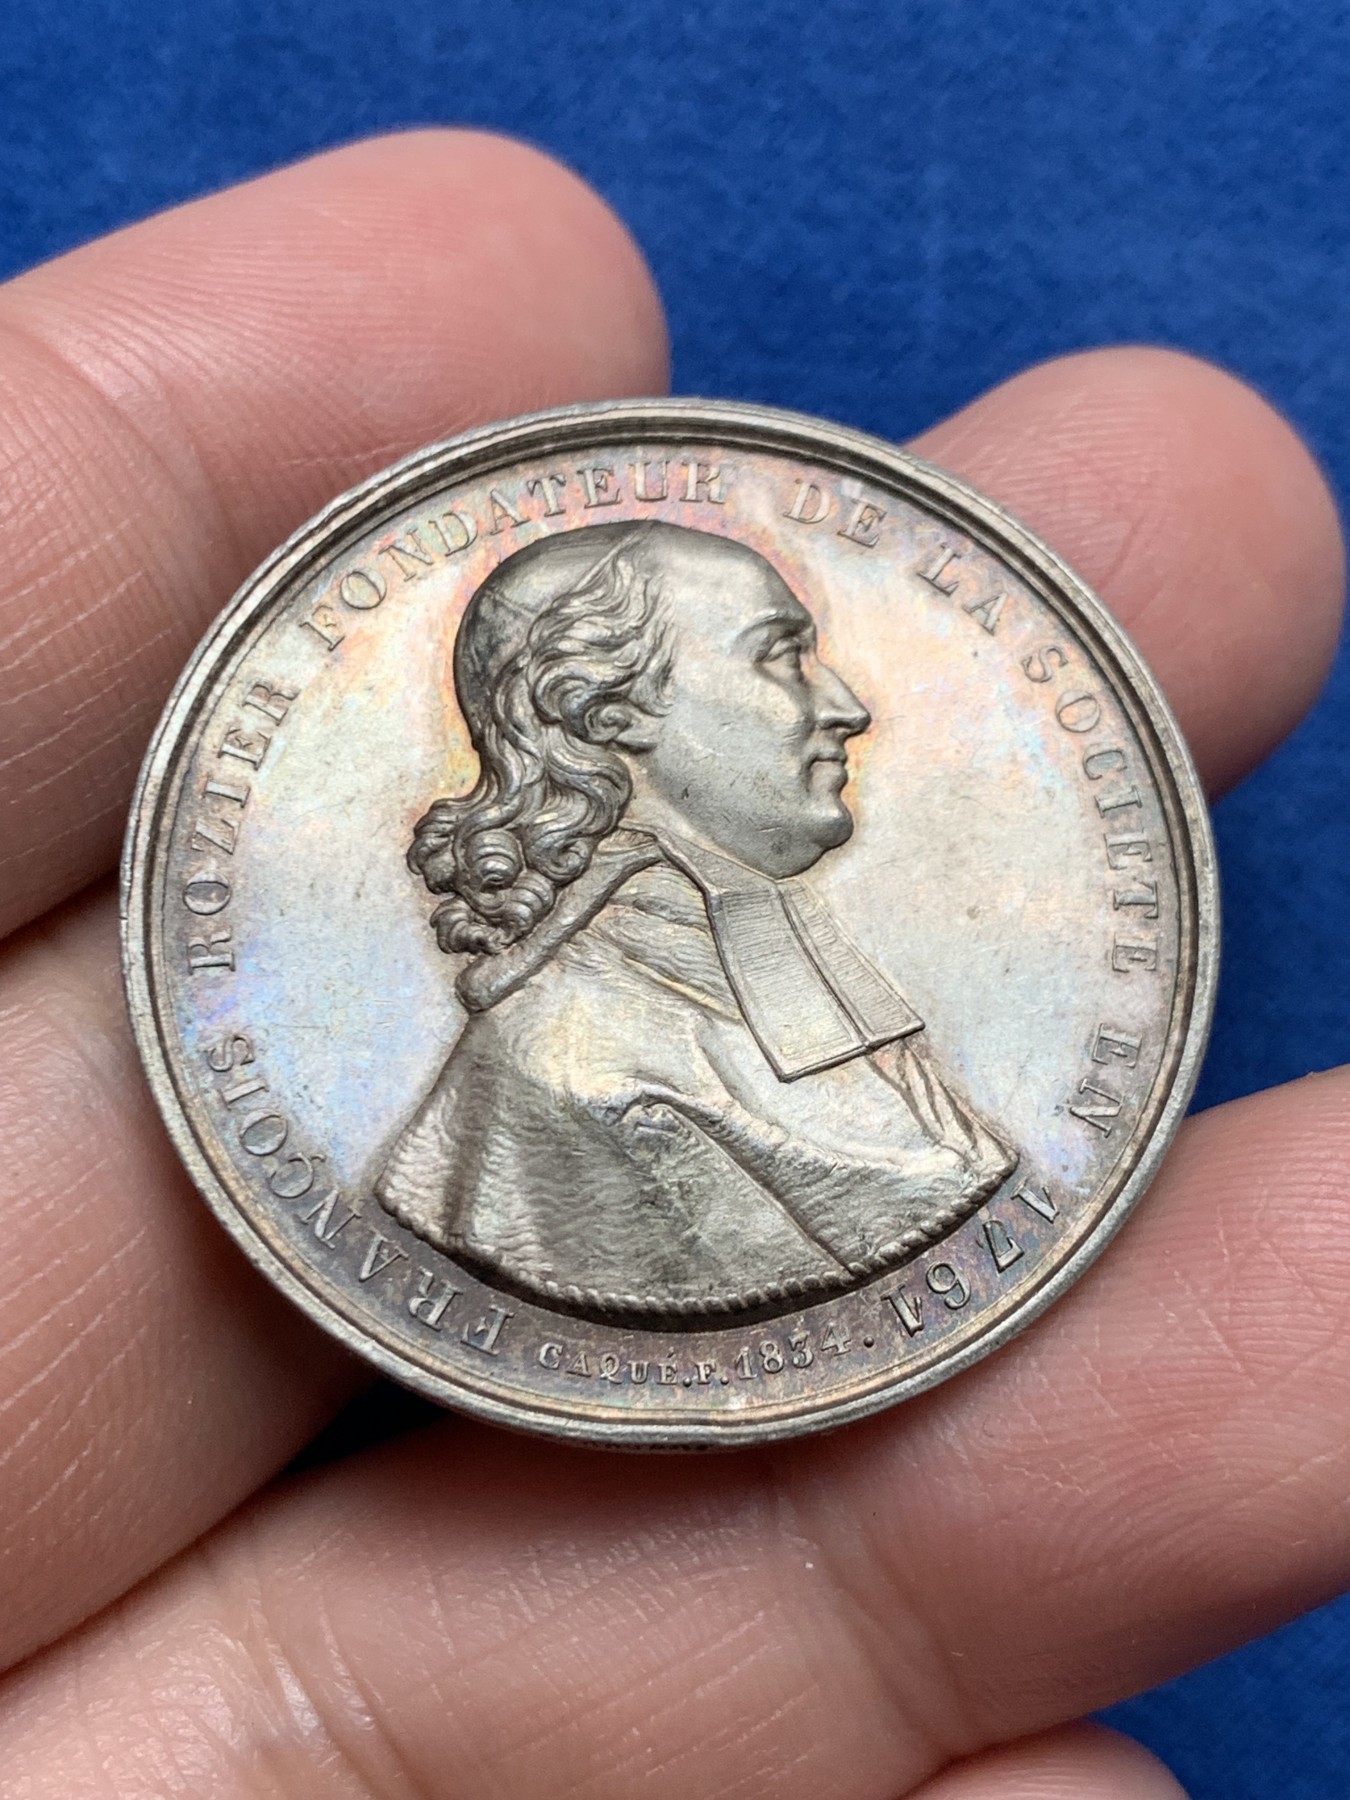 FRANÇOIS ROZIER FONDATEUR DE LA SOCIETE EN 1761
CAQUÉ.F.1834.